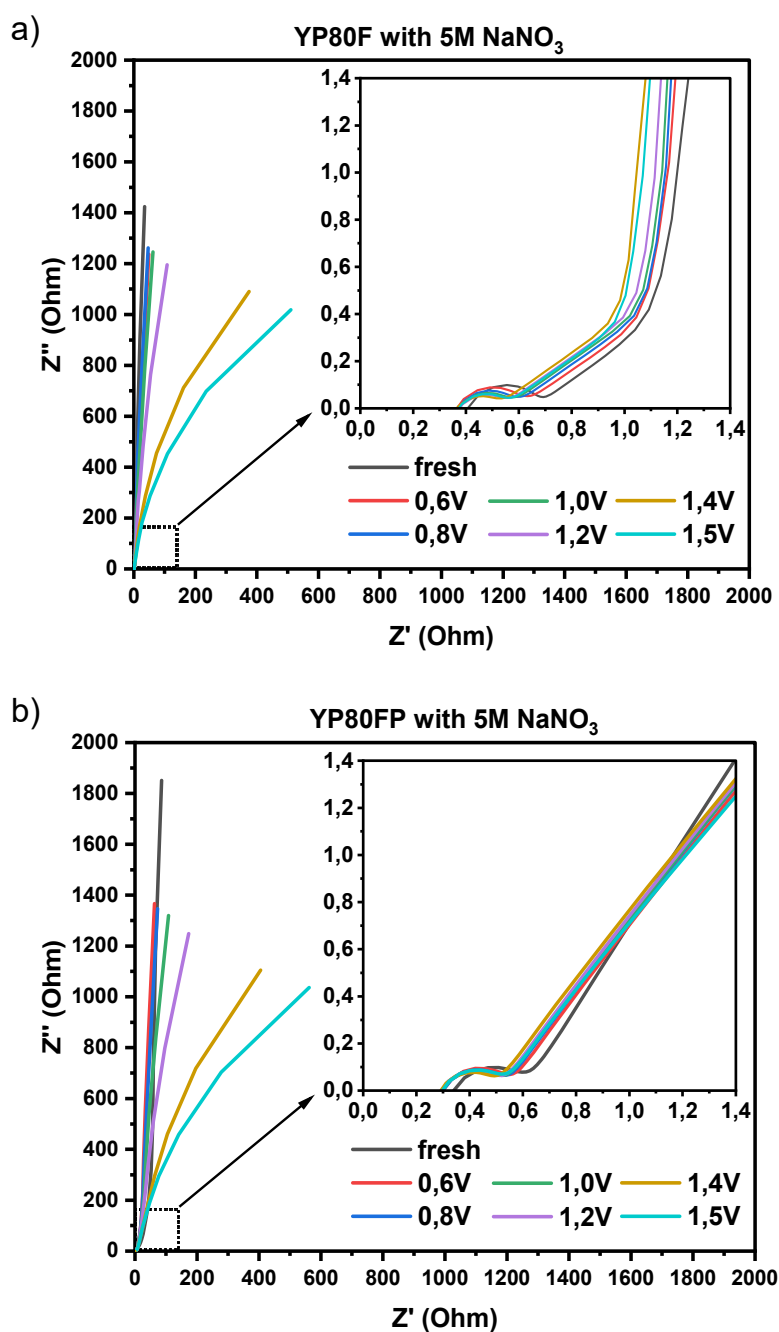 a)
YP80F with 5M NaNO₃
2000
1800
1600
1400
1200
1000
800
600
400
200
0
Z'' (Ohm)
1,4
1,2
1,0
0,8
0,6
0,4
0,2
0,0
0,0 0,2 0,4 0,6 0,8 1,0 1,2 1,4
fresh
0,6V 1,0V 1,4V
0,8V 1,2V 1,5V
0 200 400 600 800 1000 1200 1400 1600 1800 2000
Z' (Ohm)
b)
YP80FP with 5M NaNO₃
2000
1800
1600
1400
1200
1000
800
600
400
200
0
Z'' (Ohm)
1,4
1,2
1,0
0,8
0,6
0,4
0,2
0,0
0,0 0,2 0,4 0,6 0,8 1,0 1,2 1,4
fresh
0,6V 1,0V 1,4V
0,8V 1,2V 1,5V
0 200 400 600 800 1000 1200 1400 1600 1800 2000
Z' (Ohm)